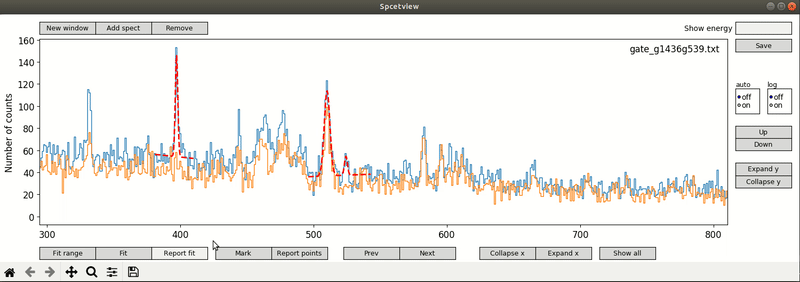 Spcetview
New window Add spect Remove Show energy
Save
gate_g1436g539.txt
Number of counts
160
140
120
100
80
60
40
20
0
300 400 500 600 700 800
auto log
off off
on on
Up
Down
Expand y
Collapse y
Fit range Fit Report fit Mark Report points Prev Next Collapse x Expand x Show all